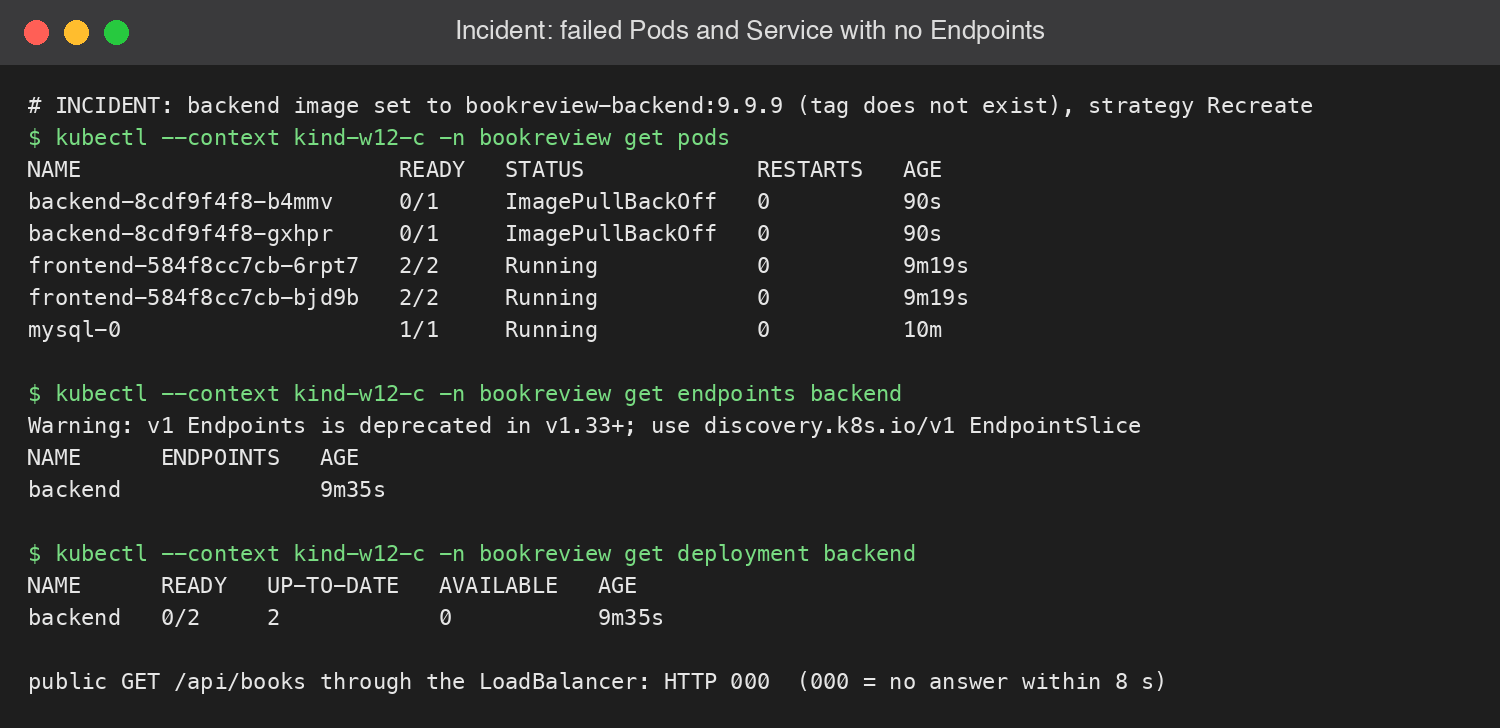 Incident: failed Pods and Service with no Endpoints
# INCIDENT: backend image set to bookreview-backend:9.9.9 (tag does not exist), strategy Recreate
$ kubectl --context kind-w12-c -n bookreview get pods
NAME                        READY   STATUS             RESTARTS   AGE
backend-8cdf9f4f8-b4mmv     0/1     ImagePullBackOff   0          90s
backend-8cdf9f4f8-gxhpr     0/1     ImagePullBackOff   0          90s
frontend-584f8cc7cb-6rpt7   2/2     Running            0          9m19s
frontend-584f8cc7cb-bjd9b   2/2     Running            0          9m19s
mysql-0                     1/1     Running            0          10m
$ kubectl --context kind-w12-c -n bookreview get endpoints backend
Warning: v1 Endpoints is deprecated in v1.33+; use discovery.k8s.io/v1 EndpointSlice
NAME      ENDPOINTS   AGE
backend               9m35s
$ kubectl --context kind-w12-c -n bookreview get deployment backend
NAME      READY   UP-TO-DATE   AVAILABLE   AGE
backend   0/2     2            0           9m35s
public GET /api/books through the LoadBalancer: HTTP 000  (000 = no answer within 8 s)